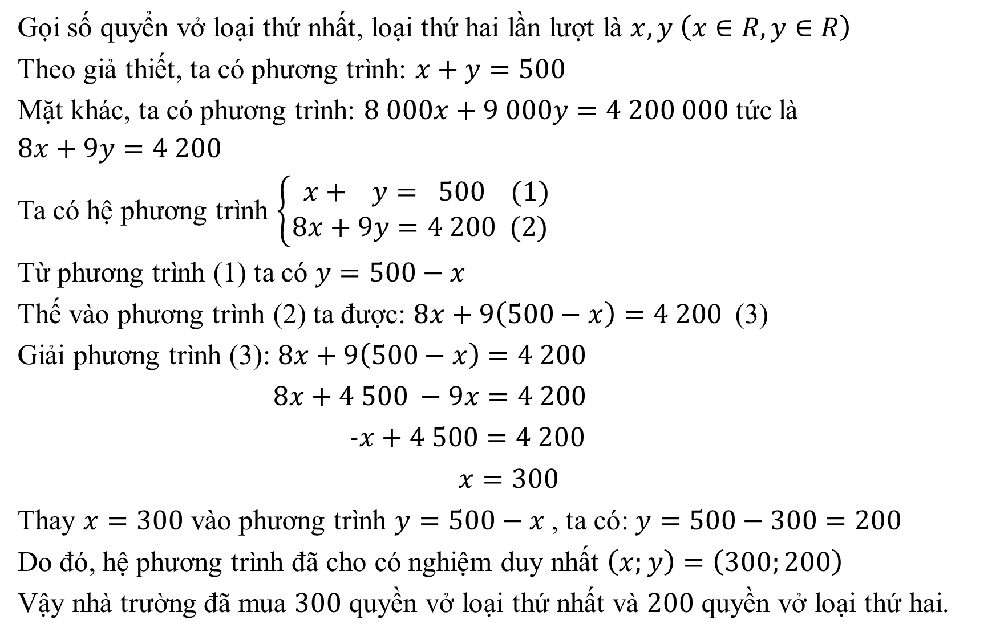 Gọi số quyển vở loại thứ nhất, loại thứ hai lần lượt là x, y (x ∈ R, y ∈ R)
Theo giả thiết, ta có phương trình: x + y = 500
Mặt khác, ta có phương trình: 8 000x + 9 000y = 4 200 000 tức là
8x + 9y = 4 200
Ta có hệ phương trình { x + y = 500 (1)
8x + 9y = 4 200 (2)
Từ phương trình (1) ta có y = 500 − x
Thế vào phương trình (2) ta được: 8x + 9(500 − x) = 4 200 (3)
Giải phương trình (3): 8x + 9(500 − x) = 4 200
8x + 4 500 − 9x = 4 200
-x + 4 500 = 4 200
x = 300
Thay x = 300 vào phương trình y = 500 − x , ta có: y = 500 − 300 = 200
Do đó, hệ phương trình đã cho có nghiệm duy nhất (x; y) = (300; 200)
Vậy nhà trường đã mua 300 quyền vở loại thứ nhất và 200 quyền vở loại thứ hai.